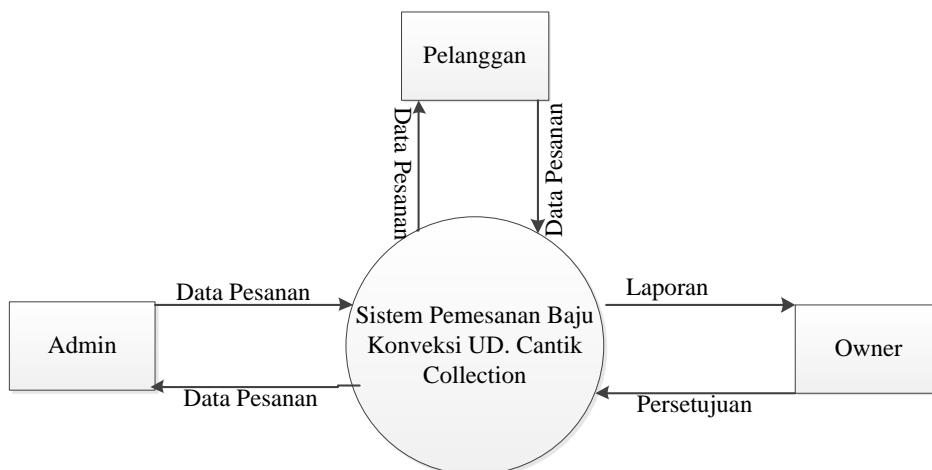 Pelanggan
Data Pesanan
Data Pesanan
Data Pesanan
Laporan
Admin
Sistem Pemesanan Baju
Konveksi UD. Cantik
Collection
Owner
Data Pesanan
Persetujuan